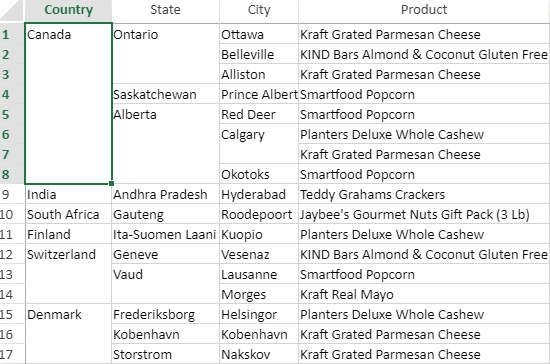 Country State City Product
1 Canada Ontario Ottawa Kraft Grated Parmesan Cheese
2 Belleville KIND Bars Almond & Coconut Gluten Free
3 Alliston Kraft Grated Parmesan Cheese
4 Saskatchewan Prince Albert Smartfood Popcorn
5 Alberta Red Deer Smartfood Popcorn
6 Calgary Planters Deluxe Whole Cashew
7 Kraft Grated Parmesan Cheese
8 Okotoks Smartfood Popcorn
9 India Andhra Pradesh Hyderabad Teddy Grahams Crackers
10 South Africa Gauteng Roodepoort Jaybee's Gourmet Nuts Gift Pack (3 Lb)
11 Finland Ita-Suomen Laani Kuopio Planters Deluxe Whole Cashew
12 Switzerland Geneve Vesenaz KIND Bars Almond & Coconut Gluten Free
13 Vaud Lausanne Smartfood Popcorn
14 Morges Kraft Real Mayo
15 Denmark Frederiksborg Helsingor Planters Deluxe Whole Cashew
16 Kobenhavn Kobenhavn Kraft Grated Parmesan Cheese
17 Storstrom Nakskov Kraft Grated Parmesan Cheese